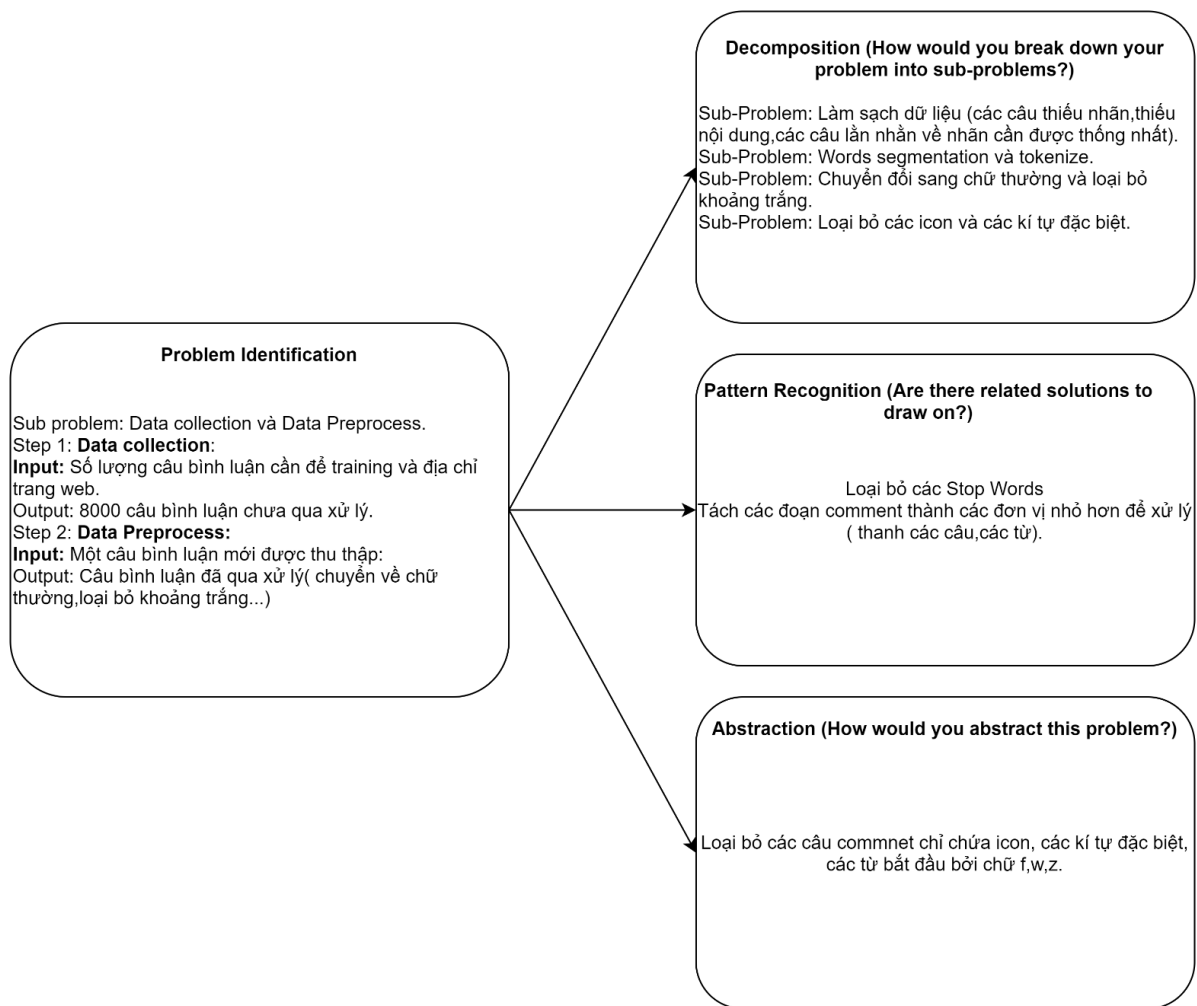 Decomposition (How would you break down your
problem into sub-problems?)
Sub-Problem: Làm sạch dữ liệu (các câu thiếu nhãn,thiếu
nội dung,các câu lằn nhằn về nhãn cần được thống nhất).
Sub-Problem: Words segmentation và tokenize.
Sub-Problem: Chuyển đổi sang chữ thường và loại bỏ
khoảng trắng.
Sub-Problem: Loại bỏ các icon và các kí tự đặc biệt.
Problem Identification
Sub problem: Data collection và Data Preprocess.
Step 1: Data collection:
Input: Số lượng câu bình luận cần để training và địa chỉ
trang web.
Output: 8000 câu bình luận chưa qua xử lý.
Step 2: Data Preprocess:
Input: Một câu bình luận mới được thu thập:
Output: Câu bình luận đã qua xử lý( chuyển về chữ
thường,loại bỏ khoảng trắng...)
Pattern Recognition (Are there related solutions to
draw on?)
Loại bỏ các Stop Words
Tách các đoạn comment thành các đơn vị nhỏ hơn để xử lý
( thanh các câu,các từ).
Abstraction (How would you abstract this problem?)
Loại bỏ các câu commnet chỉ chứa icon, các kí tự đặc biệt,
các từ bắt đầu bởi chữ f,w,z.